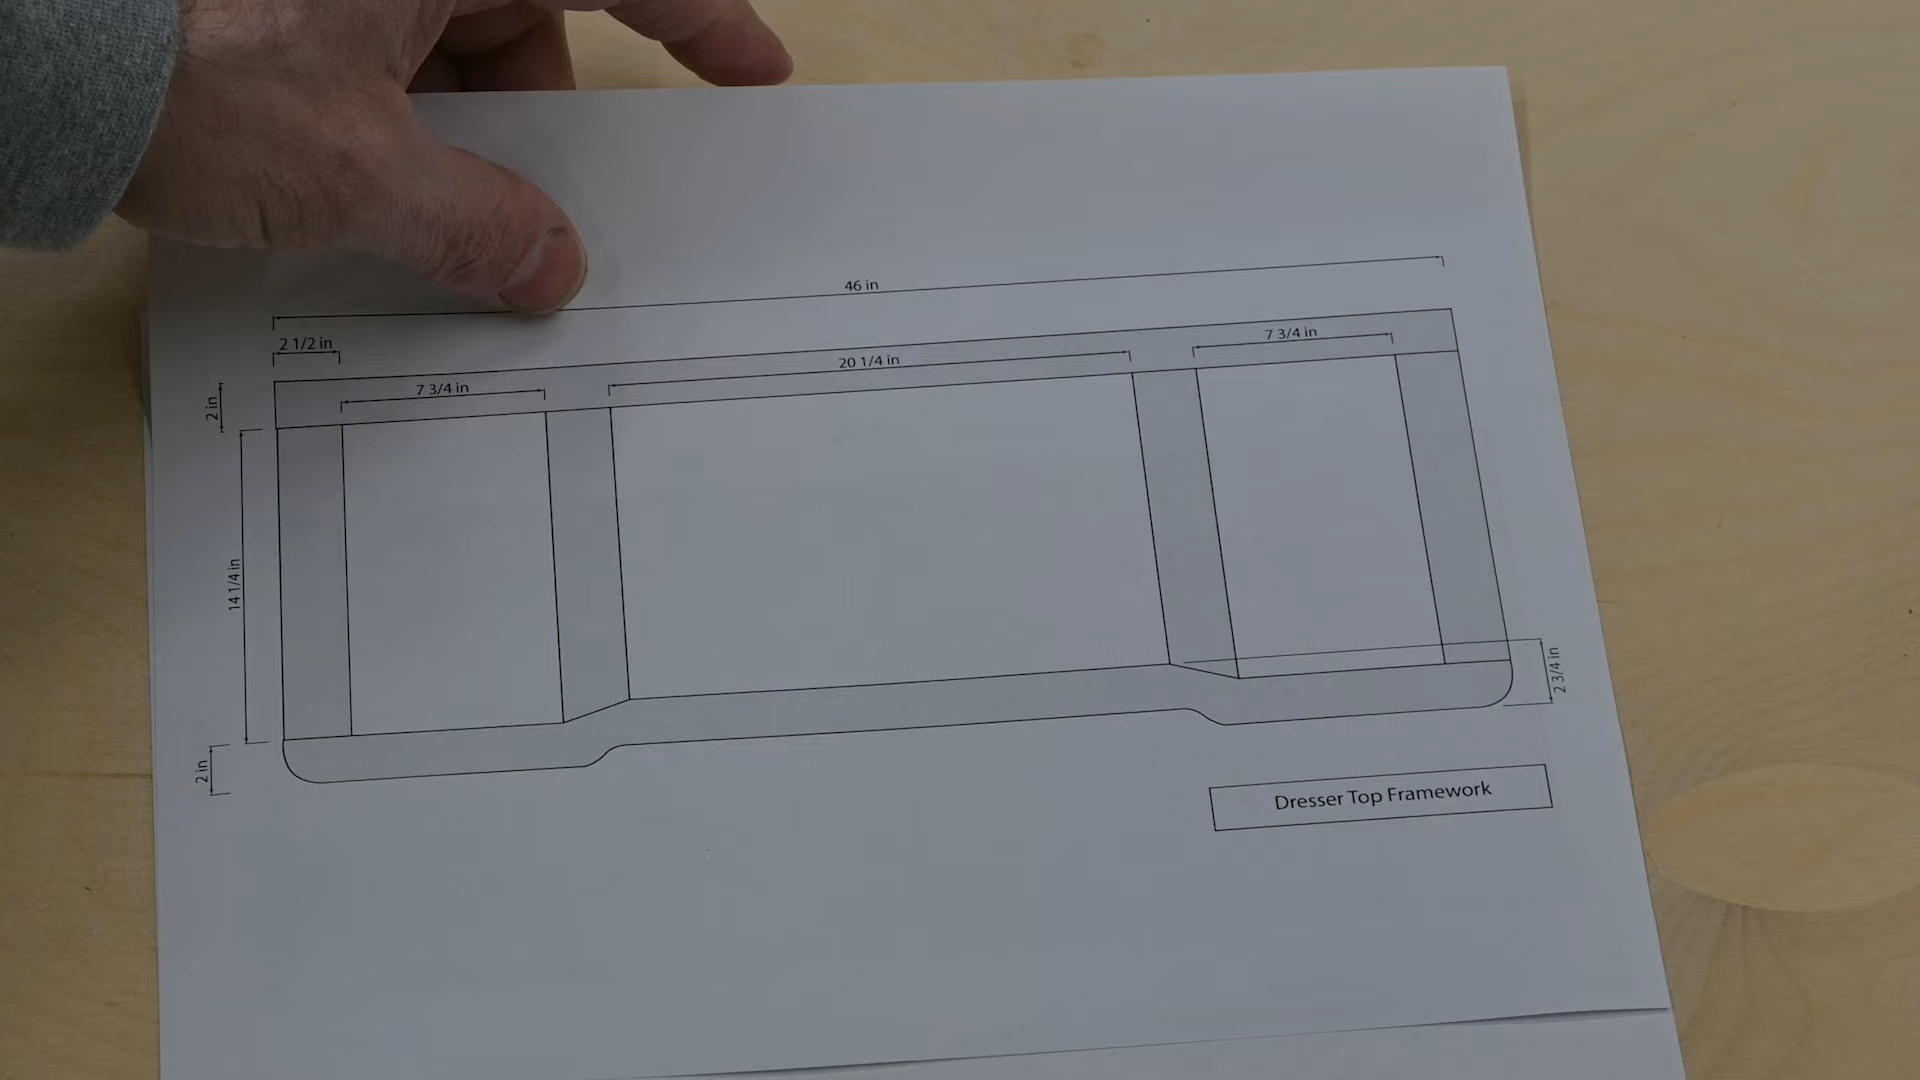 46 in
2 1/2 in
7 3/4 in
20 1/4 in
7 3/4 in
2 in
14 1/4 in
2 3/4 in
2 in
Dresser Top Framework